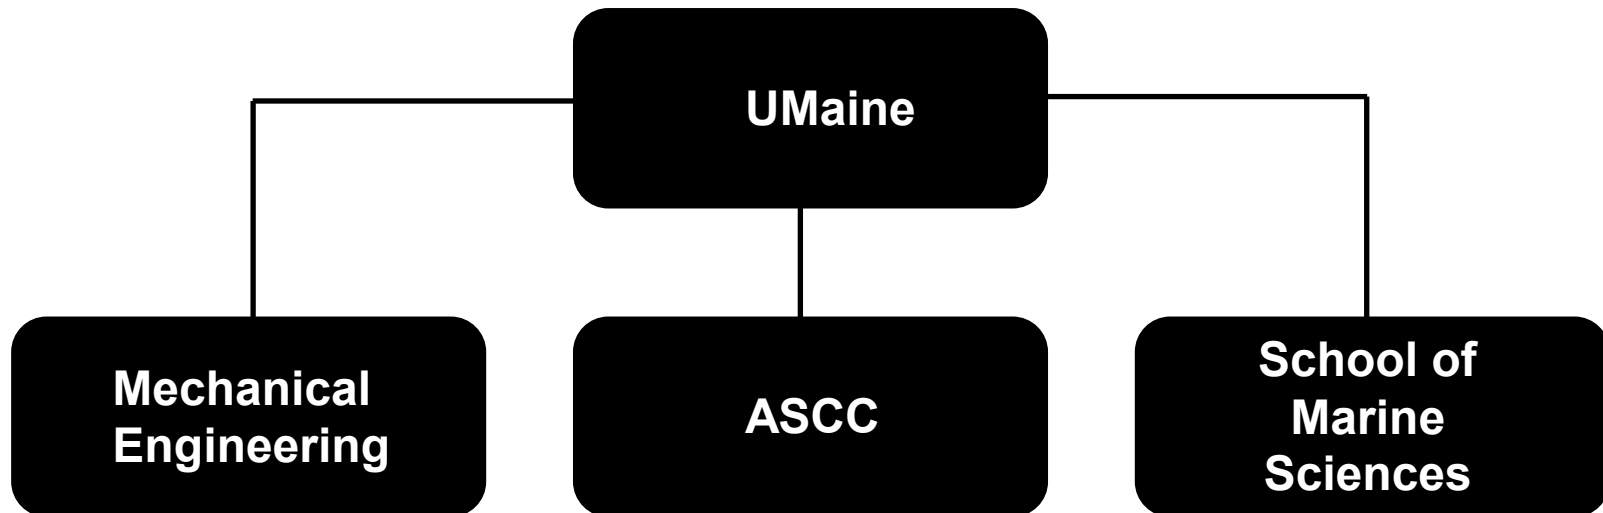 UMaine
Mechanical
Engineering
ASCC
School of
Marine
Sciences